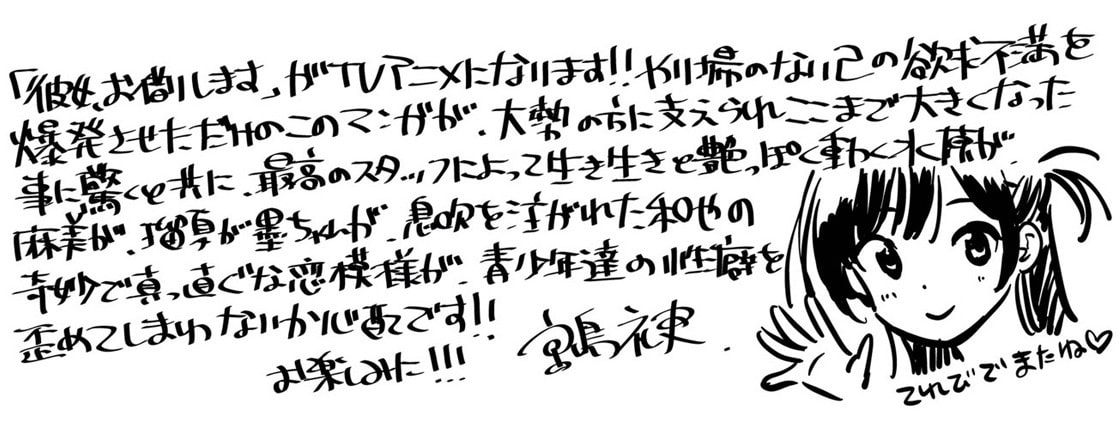 「彼女、お借りします」がTVアニメになります!! やり場のない己の欲求不満を
爆発させただけのこのマンガが、大勢の方に支えられここまで大きくなった
事に驚くと共に、最高のスタッフによって生き生きと艶っぽく動く水原が、
麻美が、瑠夏が墨ちゃんが、息吹を注がれた和也の
奇妙で真っ直ぐな恋模様が、青少年達の性癖を
歪めてしまわないか心配です!!
お楽しみに!!!
宮島礼吏.
てれびでまたね♡